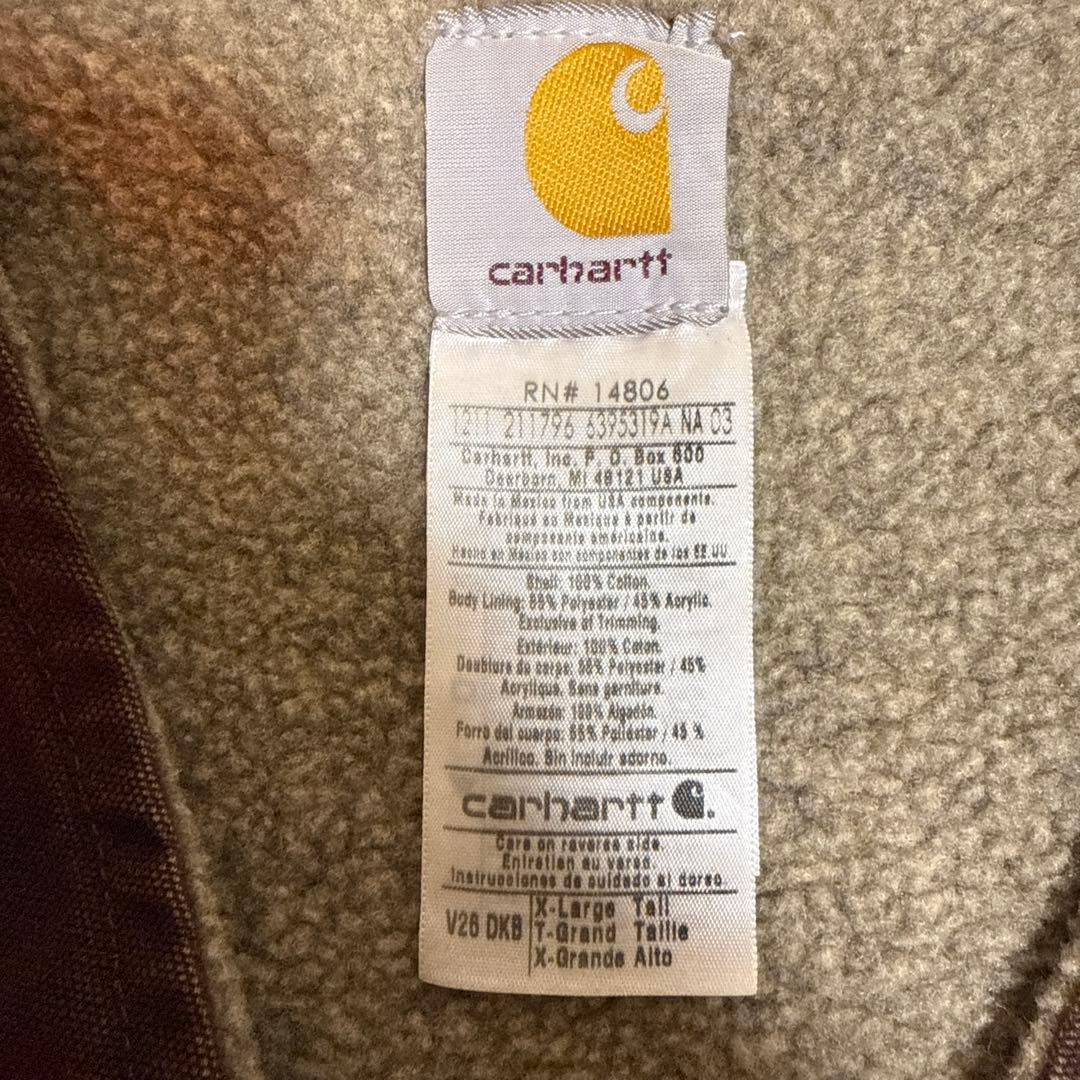 carhartt
RN# 14806
1211 211796 6395319A NA 03
Carhartt, Inc. P. O. Box 600
Dearborn, MI 48121 USA
Made in Mexico from USA components.
Fabriqué au Mexique à partir de
composants américains.
Hecho en México con componentes de los EE.UU.
Shell: 100% Cotton.
Body Lining: 55% Polyester / 45% Acrylic.
Exclusive of Trimming.
Extérieur: 100% Coton.
Doublure du corps: 55% Polyester / 45%
Acrylique. Sans garniture.
Armazón: 100% Algodón.
Forro del cuerpo: 55% Poliéster / 45 %
Acrílico. Sin incluir adorno.
carhartt
Care on reverse side.
Entretien au verso.
Instrucciones de cuidado al dorso.
V26 DKB
X-Large Tall
T-Grand Taille
X-Grande Alto